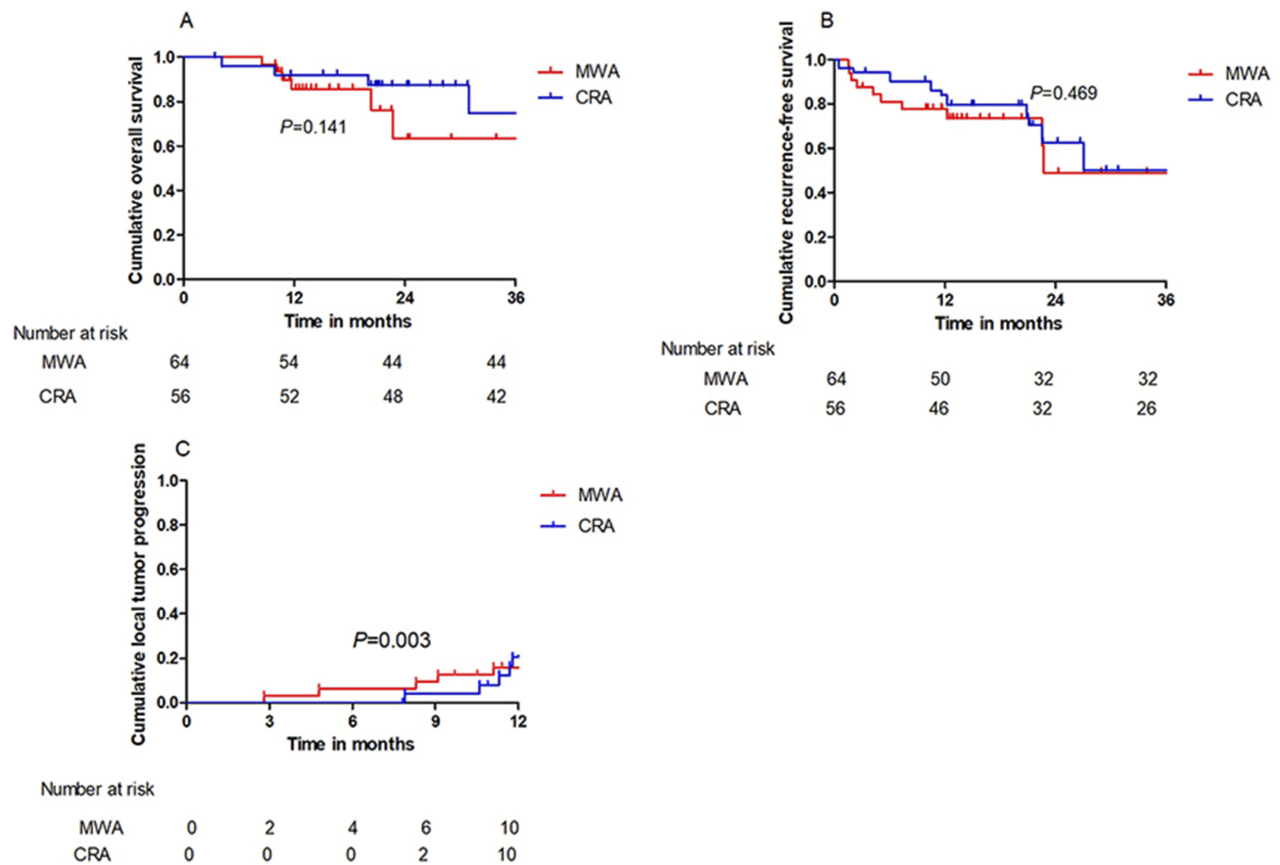 A
Cumulative overall survival
1.0
0.8
0.6
0.4
0.2
0.0
P=0.141
MWA
CRA
0 12 24 36
Time in months
Number at risk
MWA 64 54 44 44
CRA 56 52 48 42
B
Cumulative recurrence-free survival
1.0
0.8
0.6
0.4
0.2
0.0
P=0.469
MWA
CRA
0 12 24 36
Time in months
Number at risk
MWA 64 50 32 32
CRA 56 46 32 26
C
Cumulative local tumor progression
1.0
0.8
0.6
0.4
0.2
0.0
P=0.003
MWA
CRA
0 3 6 9 12
Time in months
Number at risk
MWA 0 2 4 6 10
CRA 0 0 0 2 10